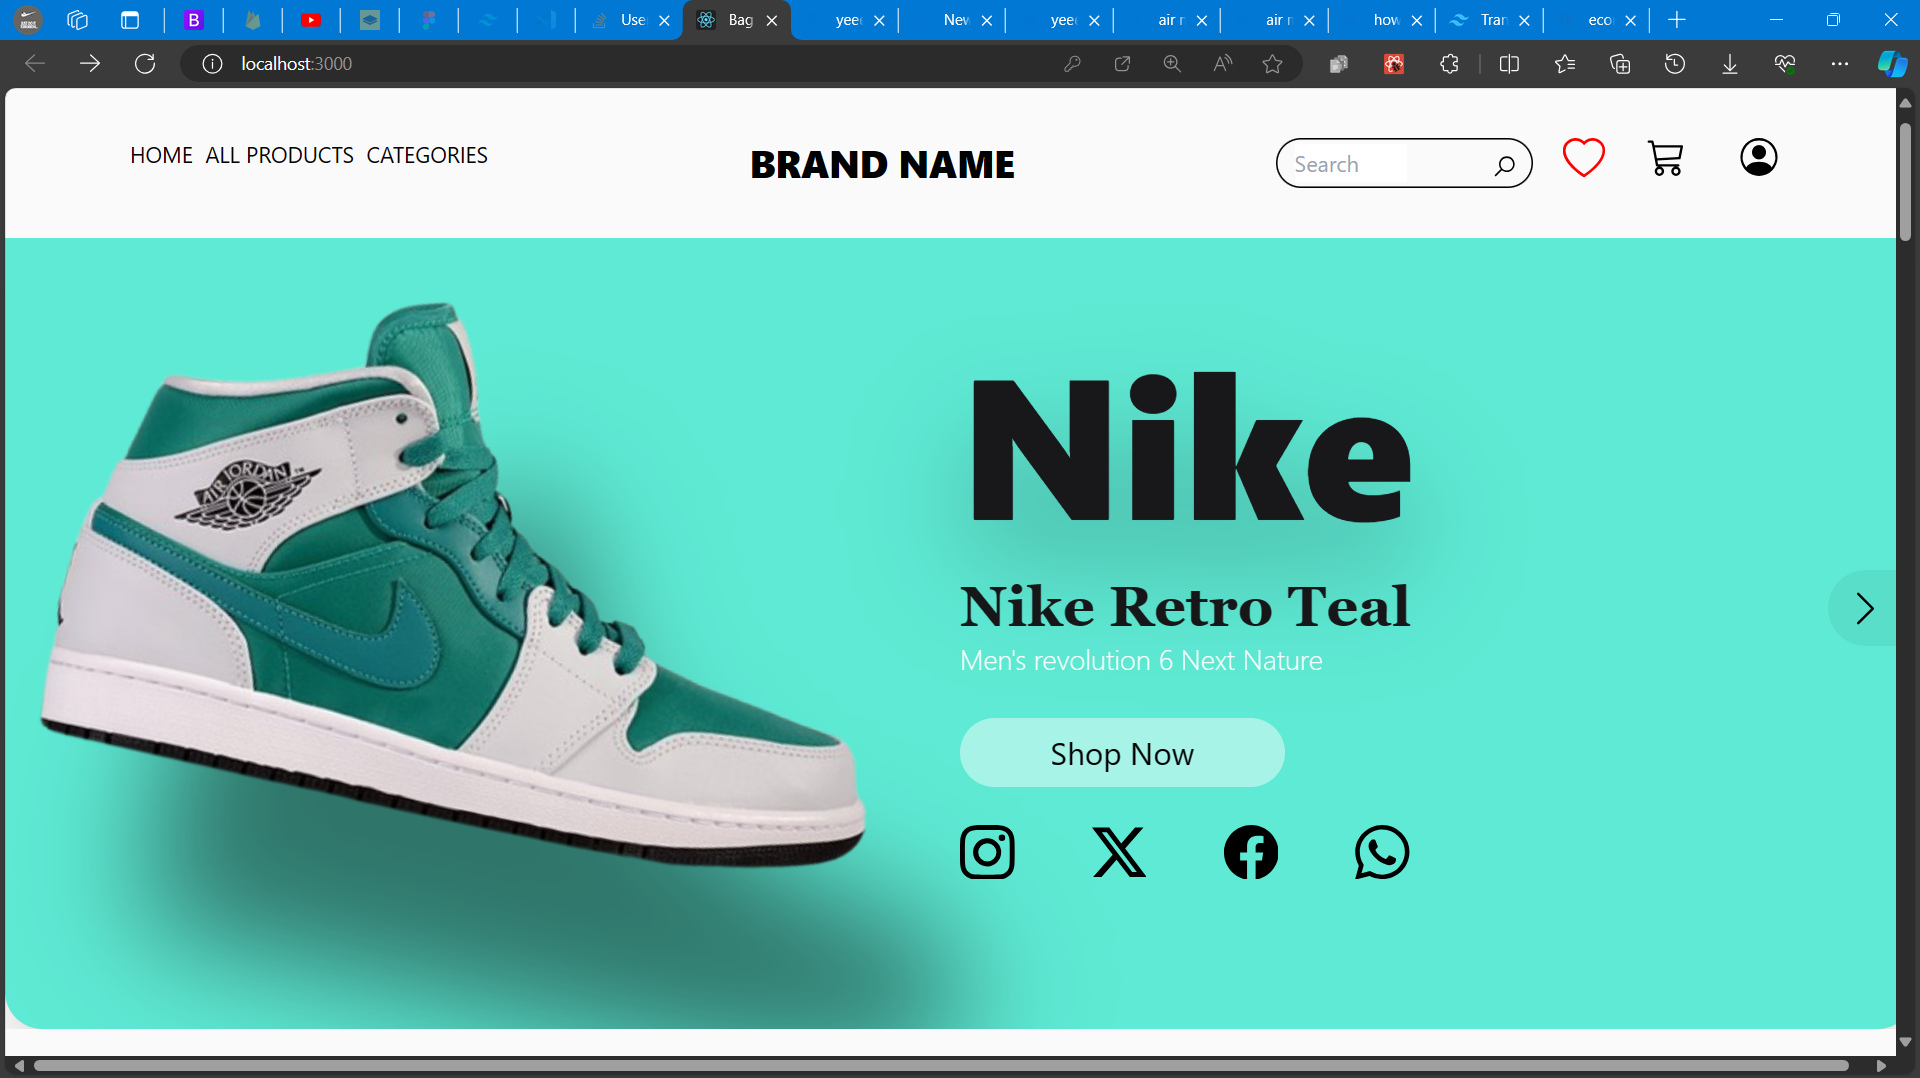 B
Use
Bag
yee
New
yee
air r
air r
how
Tran
eco
localhost:3000
HOME ALL PRODUCTS CATEGORIES
BRAND NAME
Search
Nike
AIR JORDAN ™
Nike Retro Teal
Men's revolution 6 Next Nature
Shop Now